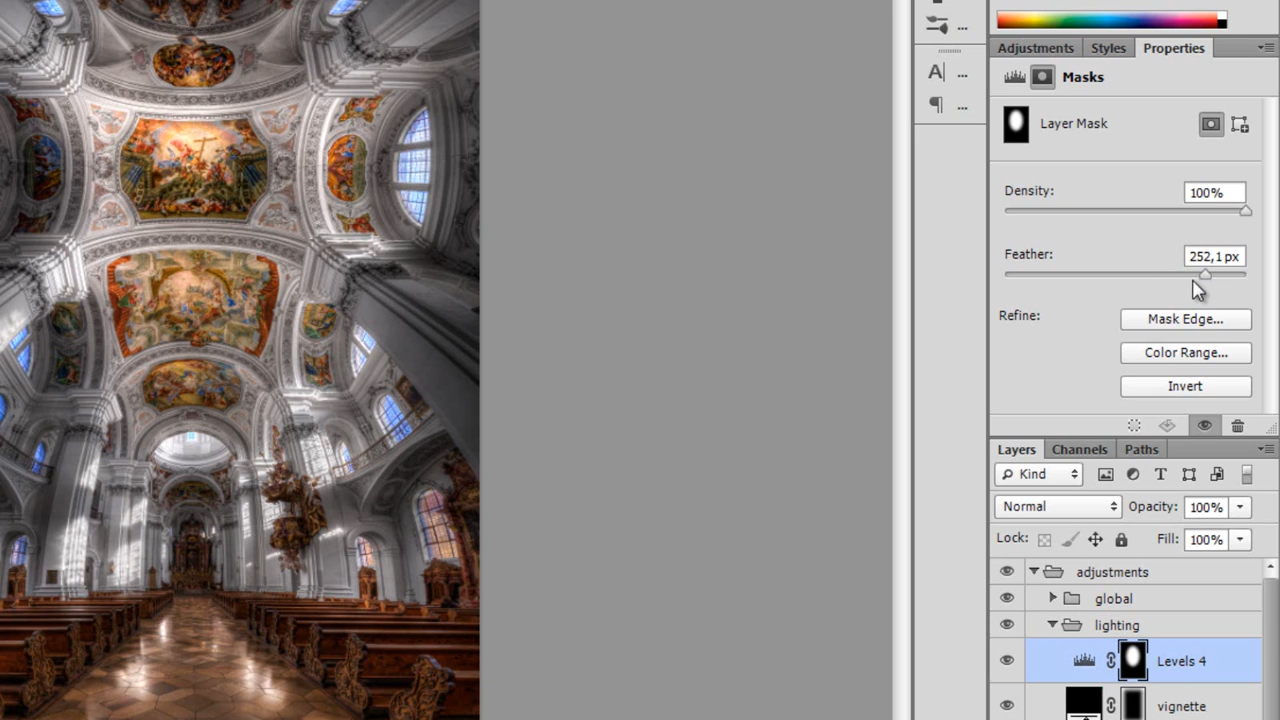 Adjustments Styles Properties
Masks
Layer Mask
Density: 100%
Feather: 252,1 px
Refine: Mask Edge...
Color Range...
Invert
Layers Channels Paths
Kind
Normal Opacity: 100%
Lock: Fill: 100%
adjustments
global
lighting
Levels 4
vignette